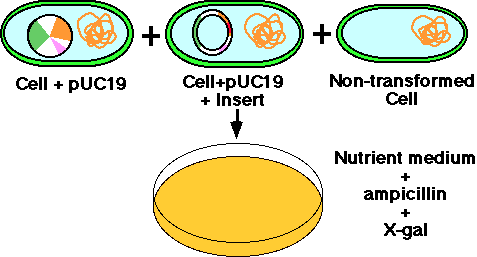 +
+
Cell + pUC19
Cell+pUC19
+ Insert
Non-transformed
Cell
Nutrient medium
+
ampicillin
+
X-gal